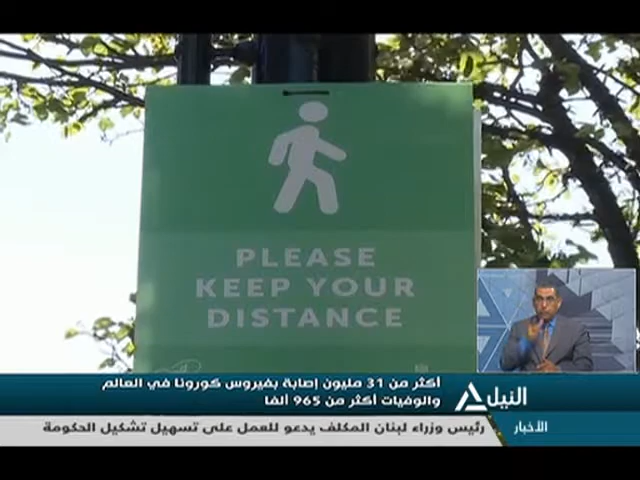 PLEASE
KEEP YOUR
DISTANCE
أكثر من 31 مليون إصابة بفيروس كورونا في العالم
والوفيات أكثر من 965 ألفا
النيل
رئيس وزراء لبنان المكلف يدعو للعمل على تسهيل تشكيل الحكومة
الأخبار